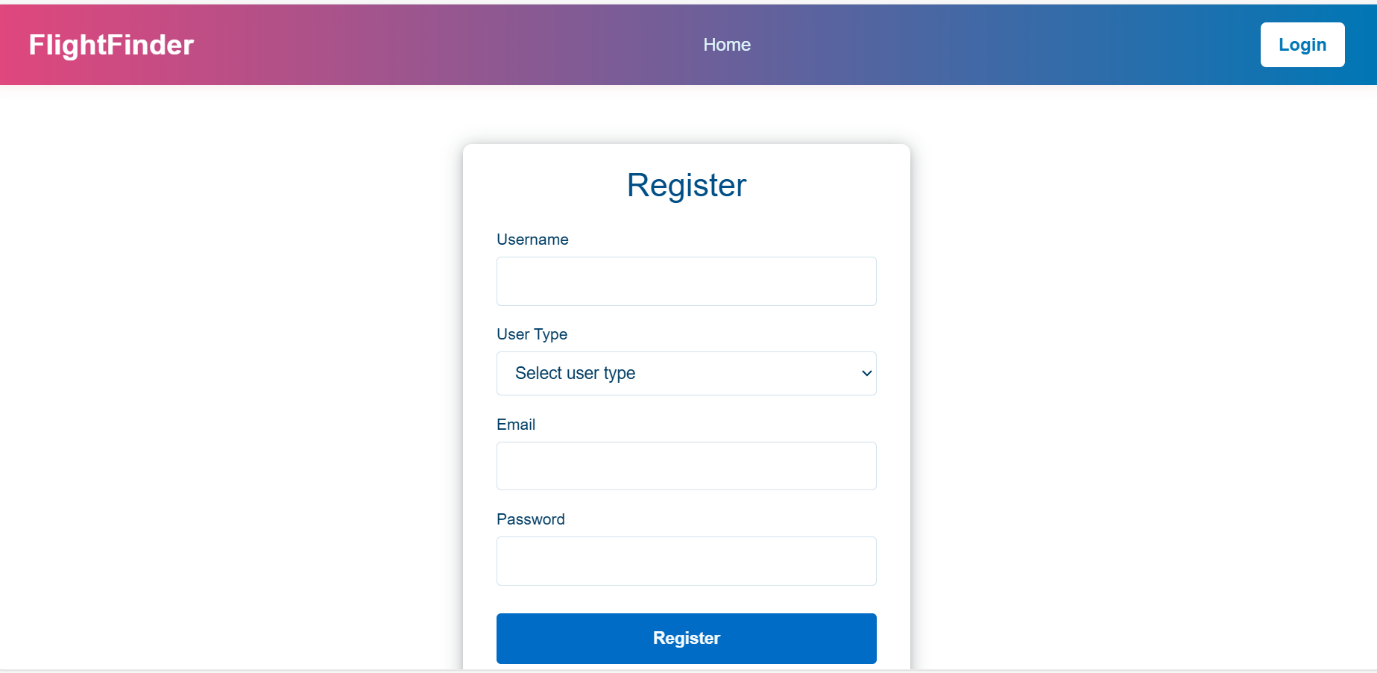 FlightFinder
Home
Login
Register
Username
User Type
Select user type
Email
Password
Register